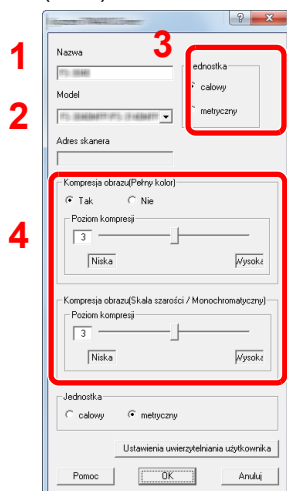 1
Nazwa
3
Jednostka
calowy
metryczny
2
Model
Adres skanera
4
Kompresja obrazu(Pełny kolor)
Tak Nie
Poziom kompresji
3
Niska Wysoka
Kompresja obrazu(Skala szarości / Monochromatyczny)
Poziom kompresji
3
Niska Wysoka
Jednostka
calowy metryczny
Ustawienia uwierzytelniania użytkownika
Pomoc OK Anuluj